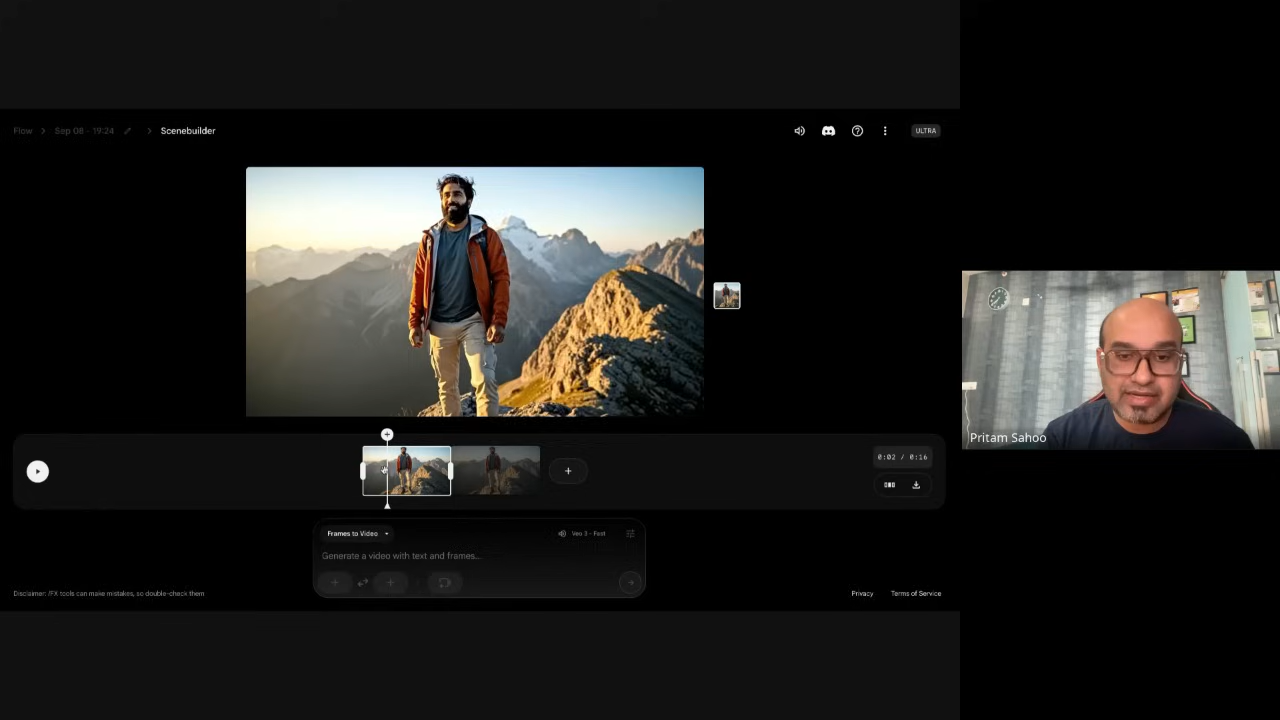 Flow > Sep 08 - 19:24 > Scenebuilder
ULTRA
Pritam Sahoo
0:02 / 0:16
Frames to Video
Veo 3 - Fast
Generate a video with text and frames...
Disclaimer: /FX tools can make mistakes, so double-check them
Privacy
Terms of Service